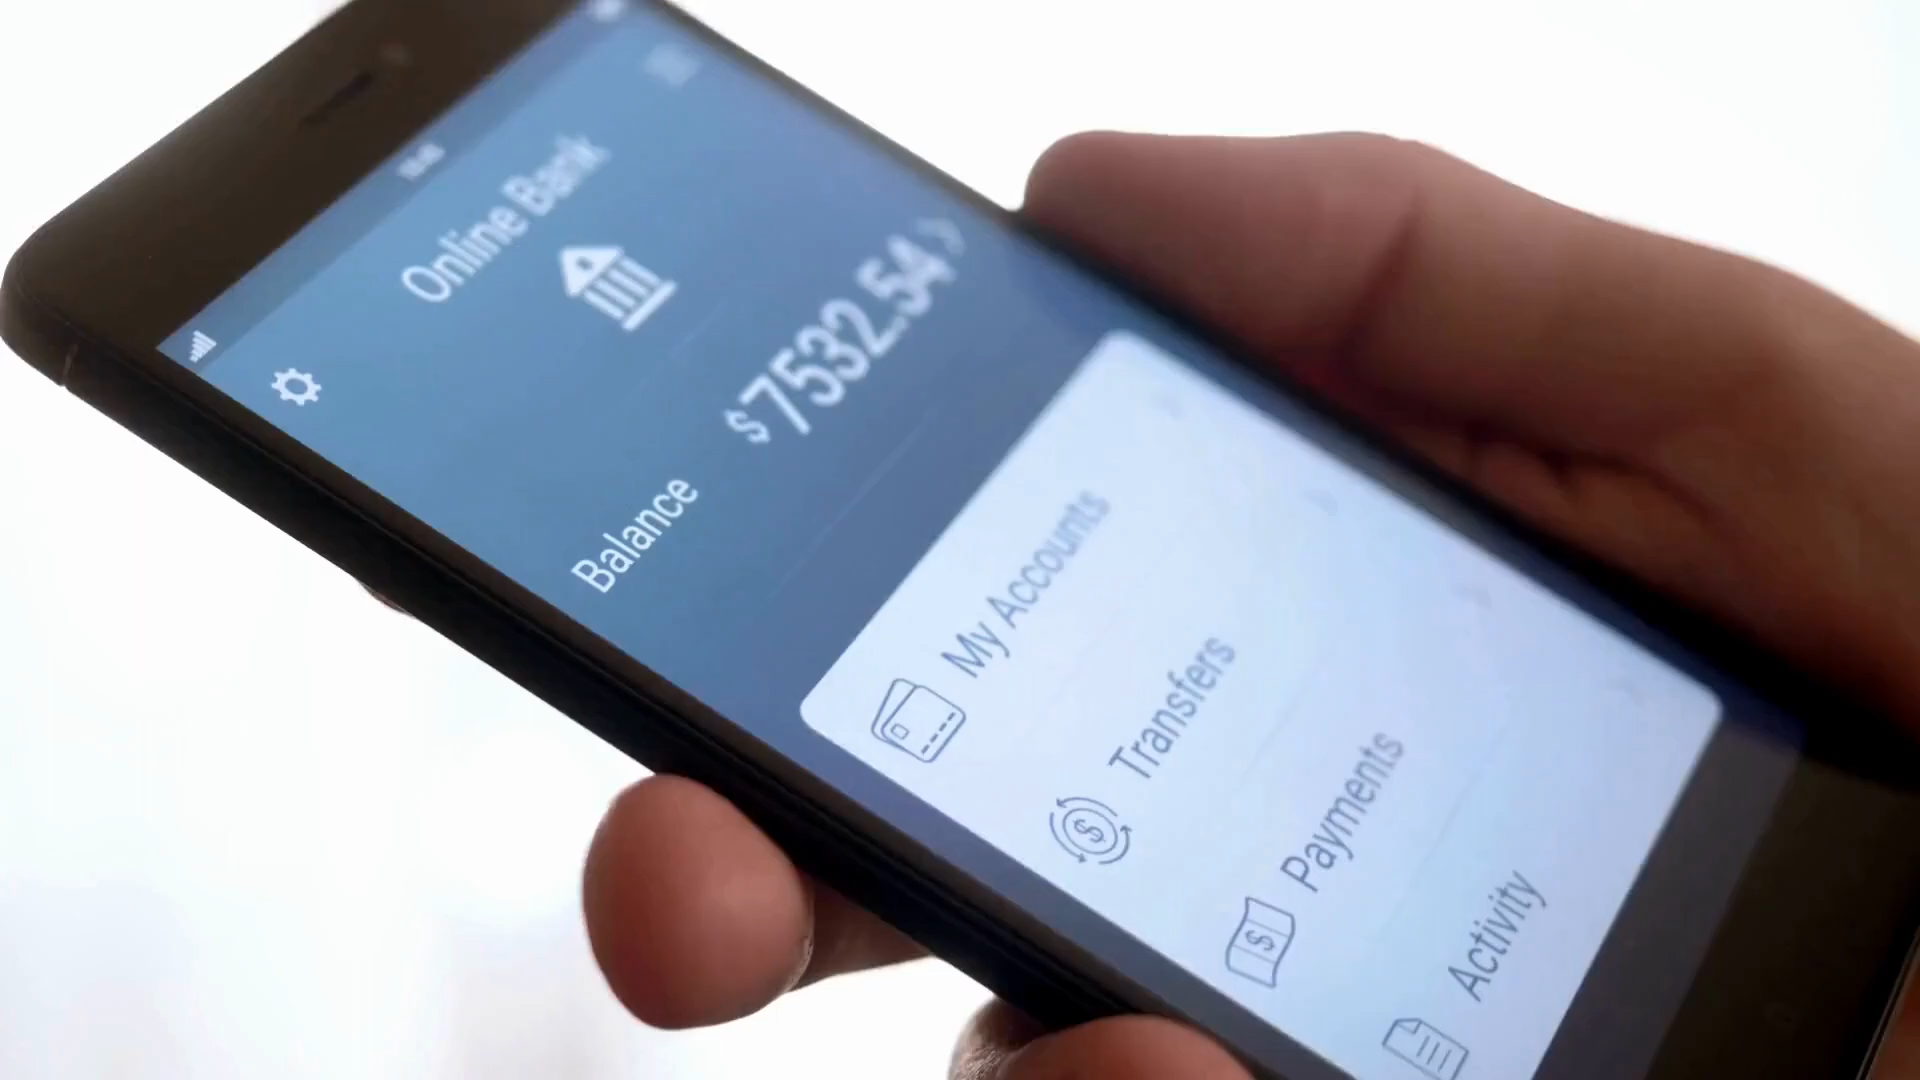 Online Bank
Balance $7532.54
My Accounts
Transfers
Payments
Activity